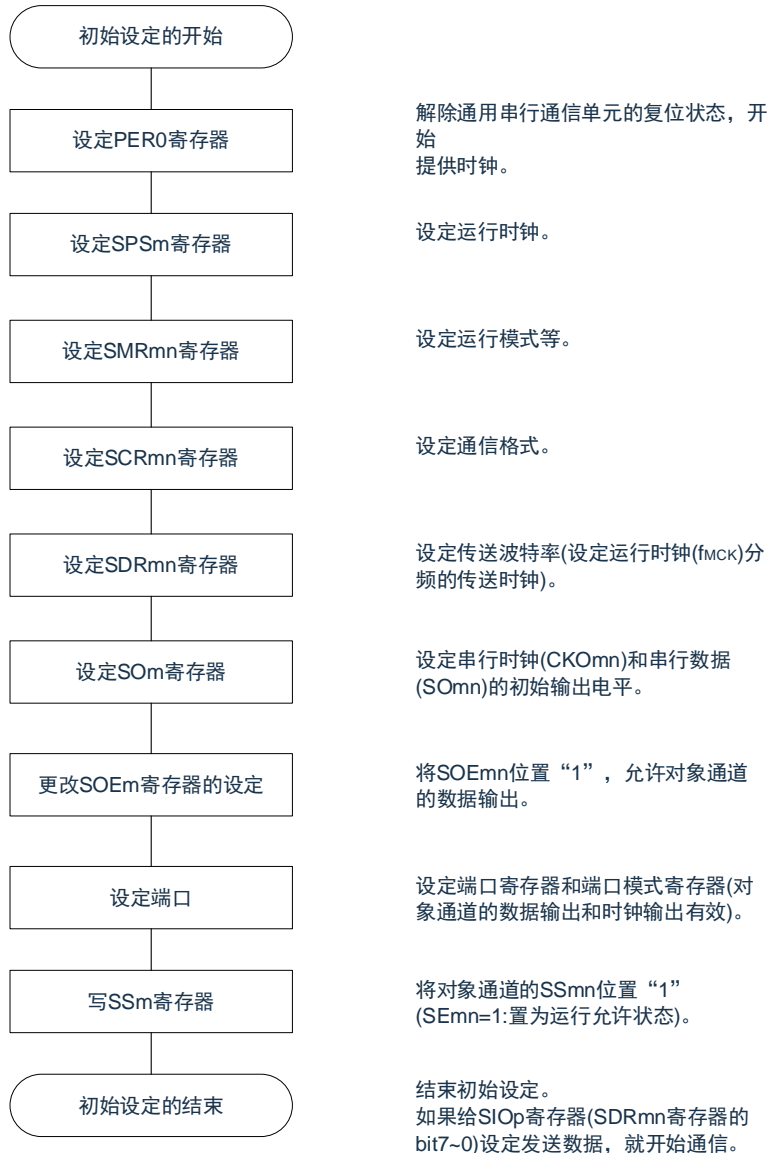 初始设定的开始
设定PER0寄存器
解除通用串行通信单元的复位状态，开
始
提供时钟。
设定SPSm寄存器
设定运行时钟。
设定SMRmn寄存器
设定运行模式等。
设定SCRmn寄存器
设定通信格式。
设定SDRmn寄存器
设定传送波特率(设定运行时钟(fMCK)分
频的传送时钟)。
设定SOm寄存器
设定串行时钟(CKOmn)和串行数据
(SOmn)的初始输出电平。
更改SOEm寄存器的设定
将SOEmn位置“1”，允许对象通道
的数据输出。
设定端口
设定端口寄存器和端口模式寄存器(对
象通道的数据输出和时钟输出有效)。
写SSm寄存器
将对象通道的SSmn位置“1”
(SEmn=1:置为运行允许状态)。
初始设定的结束
结束初始设定。
如果给SIOp寄存器(SDRmn寄存器的
bit7~0)设定发送数据，就开始通信。